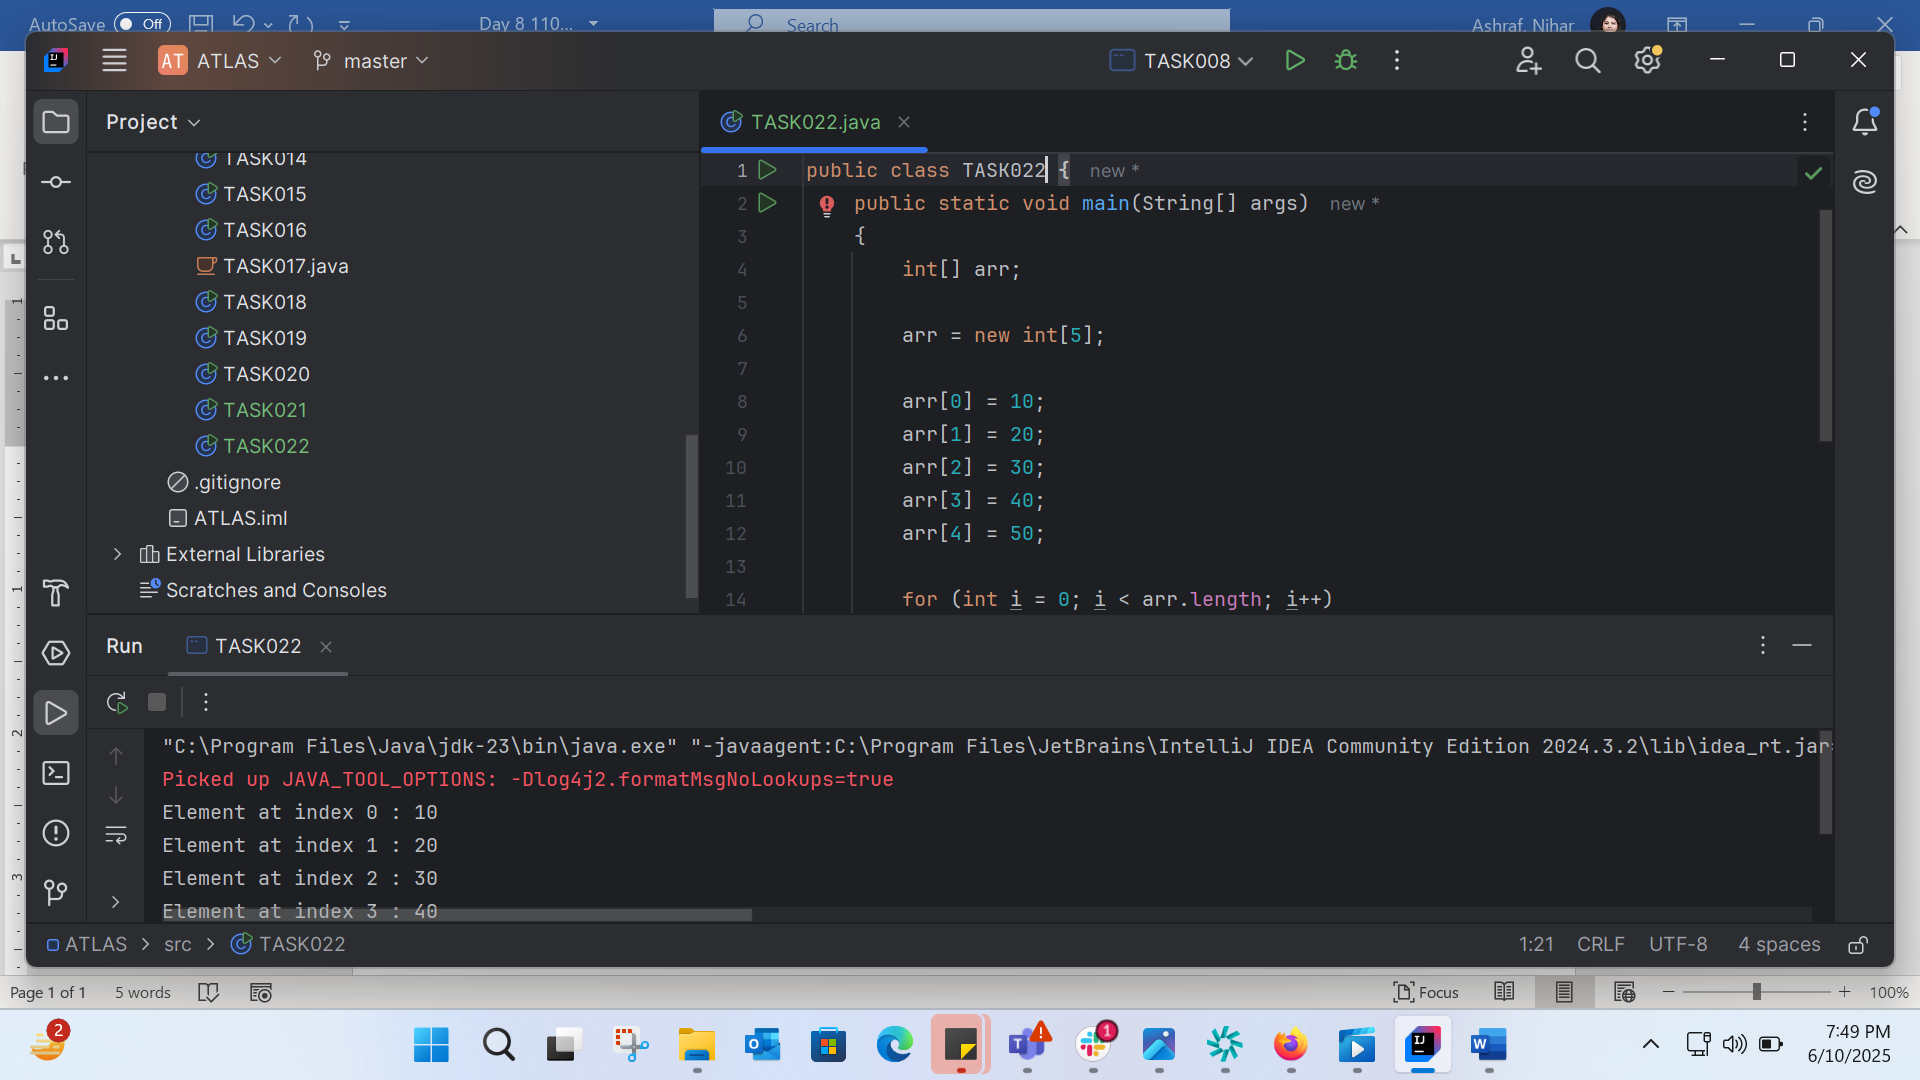 AutoSave Off Day 8 110... Search Ashraf, Nihar
AT ATLAS master TASK008
Project
TASK014
TASK015
TASK016
TASK017.java
TASK018
TASK019
TASK020
TASK021
TASK022
.gitignore
ATLAS.iml
External Libraries
Scratches and Consoles
TASK022.java
1 public class TASK022 { new *
2 public static void main(String[] args) new *
3 {
4 int[] arr;
5
6 arr = new int[5];
7
8 arr[0] = 10;
9 arr[1] = 20;
10 arr[2] = 30;
11 arr[3] = 40;
12 arr[4] = 50;
13
14 for (int i = 0; i < arr.length; i++)
Run TASK022
"C:\Program Files\Java\jdk-23\bin\java.exe" "-javaagent:C:\Program Files\JetBrains\IntelliJ IDEA Community Edition 2024.3.2\lib\idea_rt.jar=
Picked up JAVA_TOOL_OPTIONS: -Dlog4j2.formatMsgNoLookups=true
Element at index 0 : 10
Element at index 1 : 20
Element at index 2 : 30
Element at index 3 : 40
ATLAS > src > TASK022 1:21 CRLF UTF-8 4 spaces
Page 1 of 1 5 words Focus 100%
2 1 7:49 PM
6/10/2025